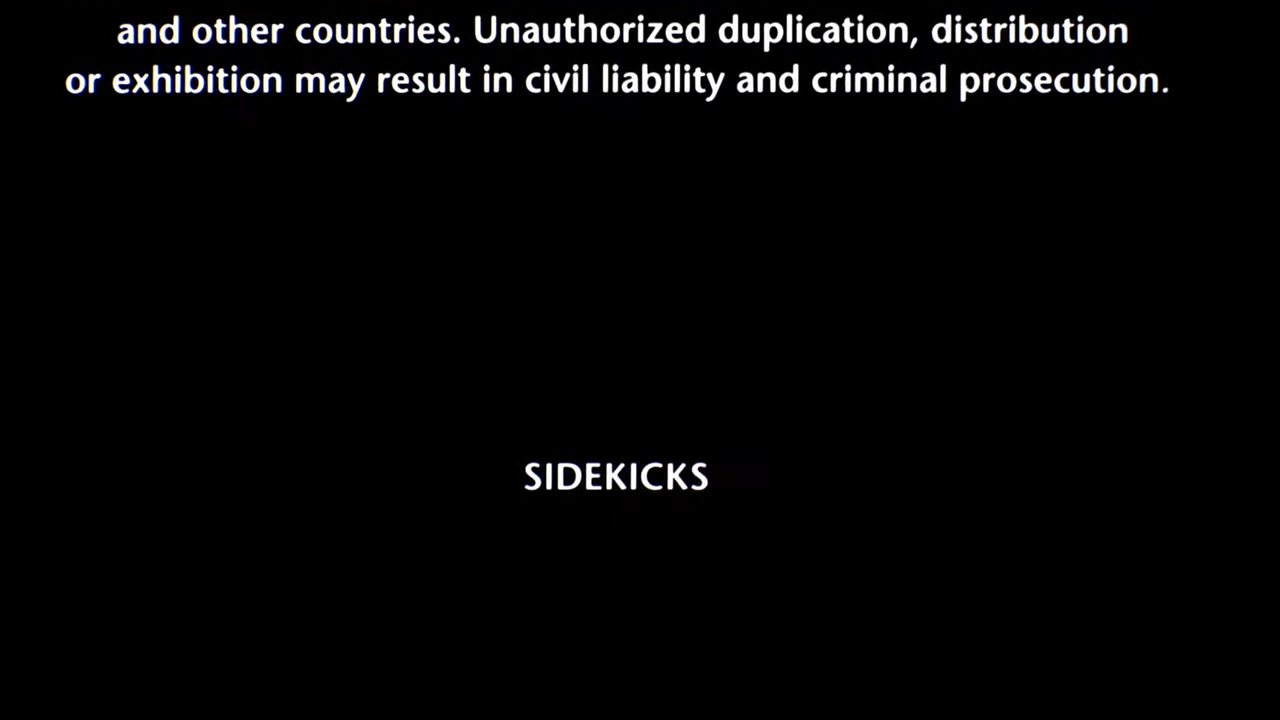 and other countries. Unauthorized duplication, distribution
or exhibition may result in civil liability and criminal prosecution.
SIDEKICKS